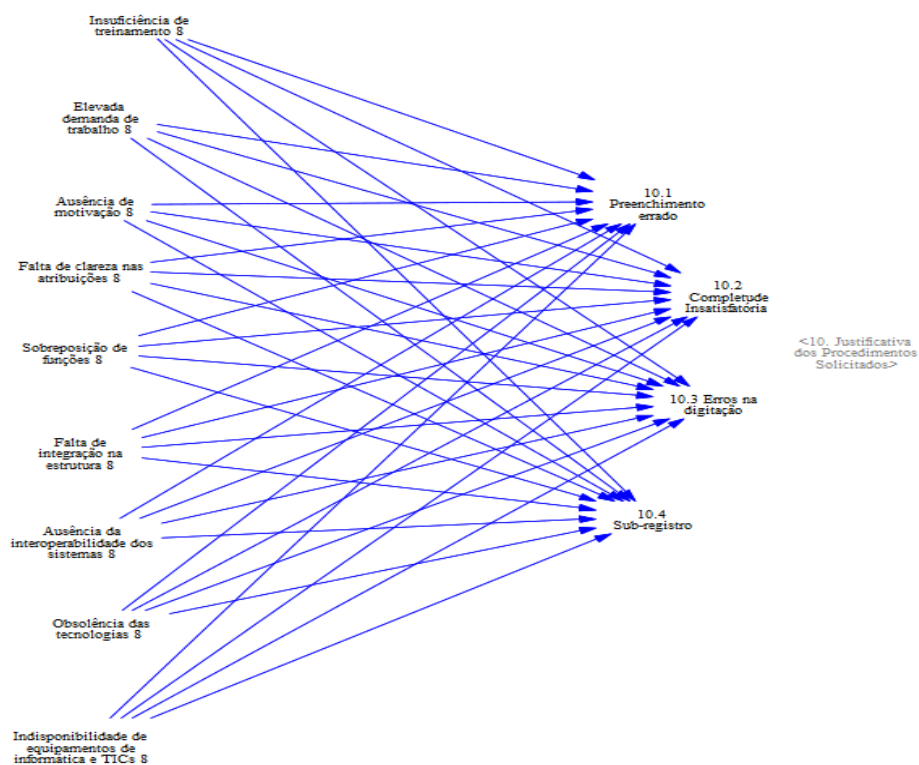 Insuficiência de
treinamento 8
Elevada
demanda de
trabalho 8
Ausência de
motivação 8
Falta de clareza nas
atribuições 8
Sobreposição de
funções 8
Falta de
integração na
estrutura 8
Ausência da
interoperabilidade dos
sistemas 8
Obsolência das
tecnologias 8
Indisponibilidade de
equipamentos de
informática e TICs 8
10.1
Preenchimento
errado
10.2
Completude
Insatisfatória
10.3 Erros na
digitação
10.4
Sub-registro
<10. Justificativa
dos Procedimentos
Solicitados>